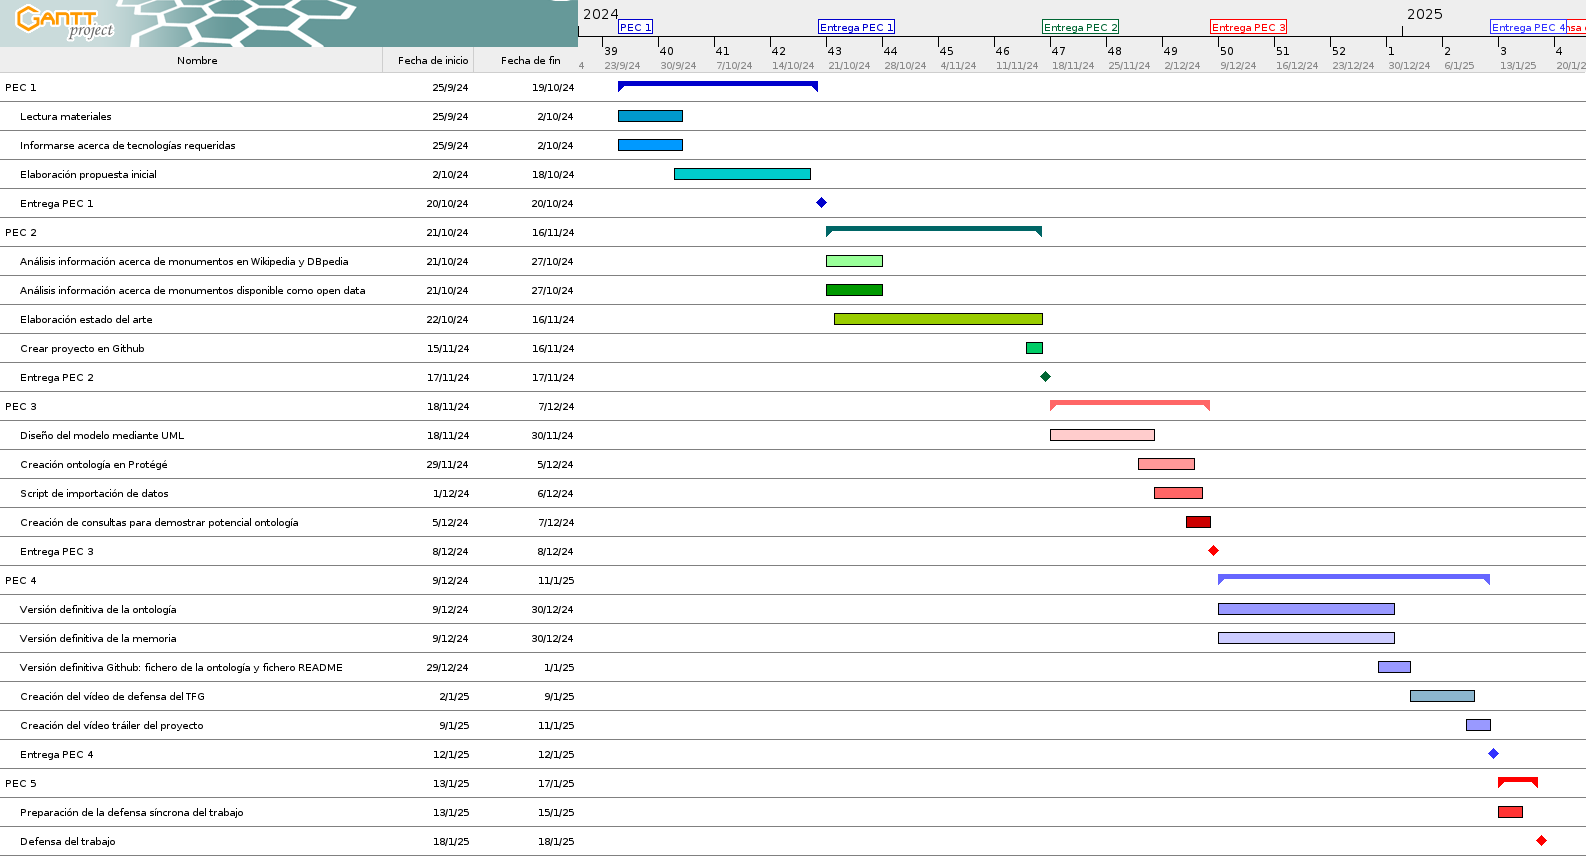 GANTT project
2024 2025
PEC 1 Entrega PEC 1 Entrega PEC 2 Entrega PEC 3 Entrega PEC 4
39 40 41 42 43 44 45 46 47 48 49 50 51 52 1 2 3 4
Nombre Fecha de inicio Fecha de fin 4 23/9/24 30/9/24 7/10/24 14/10/24 21/10/24 28/10/24 4/11/24 11/11/24 18/11/24 25/11/24 2/12/24 9/12/24 16/12/24 23/12/24 30/12/24 6/1/25 13/1/25 20/1/2
PEC 1 25/9/24 19/10/24
Lectura materiales 25/9/24 2/10/24
Informarse acerca de tecnologías requeridas 25/9/24 2/10/24
Elaboración propuesta inicial 2/10/24 18/10/24
Entrega PEC 1 20/10/24 20/10/24
PEC 2 21/10/24 16/11/24
Análisis información acerca de monumentos en Wikipedia y DBpedia 21/10/24 27/10/24
Análisis información acerca de monumentos disponible como open data 21/10/24 27/10/24
Elaboración estado del arte 22/10/24 16/11/24
Crear proyecto en Github 15/11/24 16/11/24
Entrega PEC 2 17/11/24 17/11/24
PEC 3 18/11/24 7/12/24
Diseño del modelo mediante UML 18/11/24 30/11/24
Creación ontología en Protégé 29/11/24 5/12/24
Script de importación de datos 1/12/24 6/12/24
Creación de consultas para demostrar potencial ontología 5/12/24 7/12/24
Entrega PEC 3 8/12/24 8/12/24
PEC 4 9/12/24 11/1/25
Versión definitiva de la ontología 9/12/24 30/12/24
Versión definitiva de la memoria 9/12/24 30/12/24
Versión definitiva Github: fichero de la ontología y fichero README 29/12/24 1/1/25
Creación del vídeo de defensa del TFG 2/1/25 9/1/25
Creación del vídeo tráiler del proyecto 9/1/25 11/1/25
Entrega PEC 4 12/1/25 12/1/25
PEC 5 13/1/25 17/1/25
Preparación de la defensa síncrona del trabajo 13/1/25 15/1/25
Defensa del trabajo 18/1/25 18/1/25